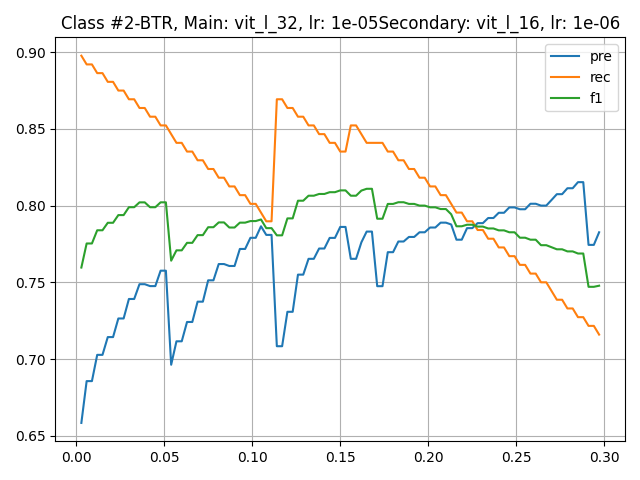 Class #2-BTR, Main: vit_l_32, lr: 1e-05Secondary: vit_l_16, lr: 1e-06
0.90
0.85
0.80
0.75
0.70
0.65
pre
rec
f1
0.00 0.05 0.10 0.15 0.20 0.25 0.30